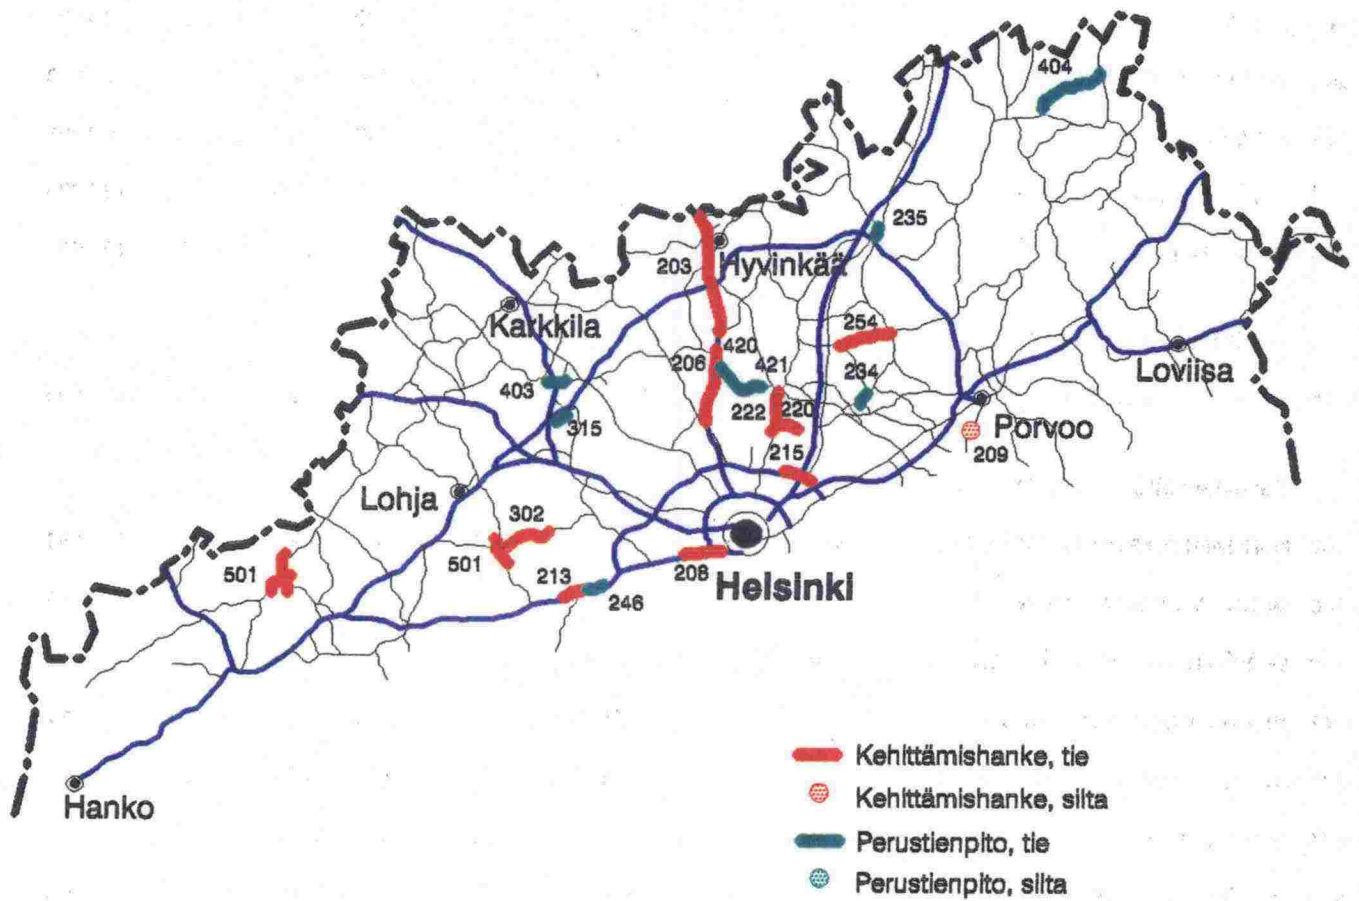 404
235
203
Hyvinkää
Karkkila
254
420
206
421
234
403
222
220
Loviisa
315
215
Porvoo
209
Lohja
302
501
501
213
208
246
Helsinki
Hanko
Kehittämishanke, tie
Kehittämishanke, silta
Perustienpito, tie
Perustienpito, silta